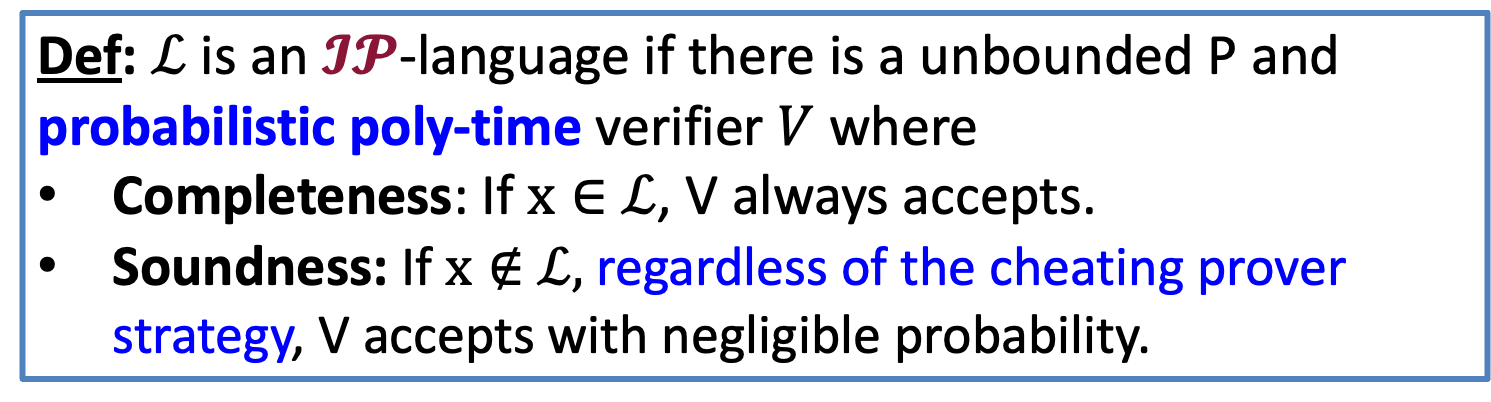 Def: ℒ is an 𝓘𝓟-language if there is a unbounded P and
probabilistic poly-time verifier 𝑉 where
• Completeness: If x ∈ ℒ, V always accepts.
• Soundness: If x ∉ ℒ, regardless of the cheating prover
strategy, V accepts with negligible probability.